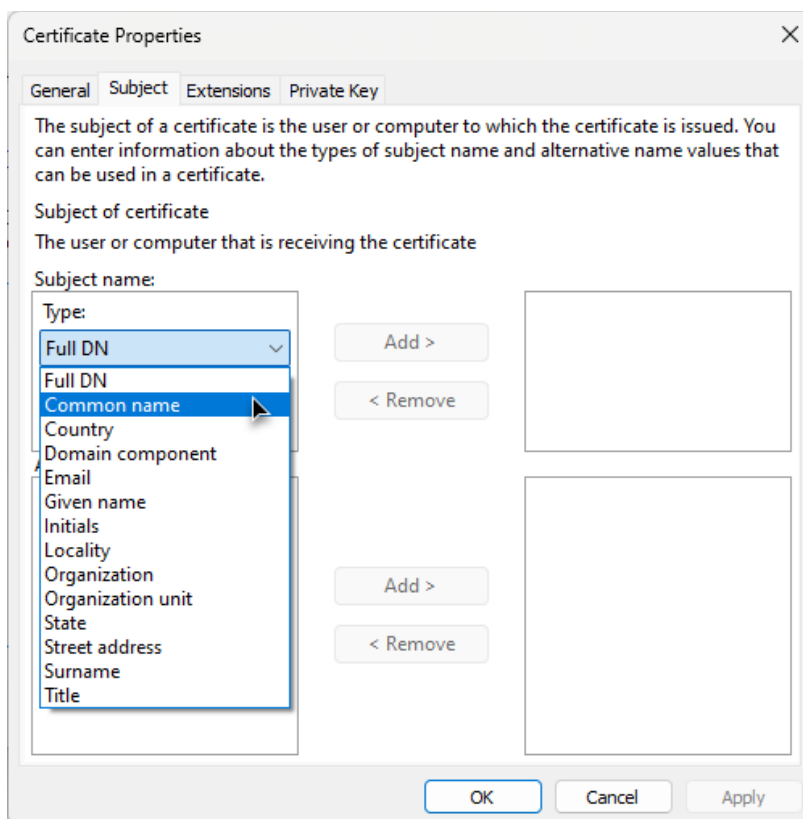 Certificate Properties
General Subject Extensions Private Key
The subject of a certificate is the user or computer to which the certificate is issued. You
can enter information about the types of subject name and alternative name values that
can be used in a certificate.
Subject of certificate
The user or computer that is receiving the certificate
Subject name:
Type:
Full DN
Add >
Full DN
Common name
< Remove
Country
Domain component
Email
Given name
Initials
Locality
Organization
Add >
Organization unit
State
Street address
< Remove
Surname
Title
OK Cancel Apply